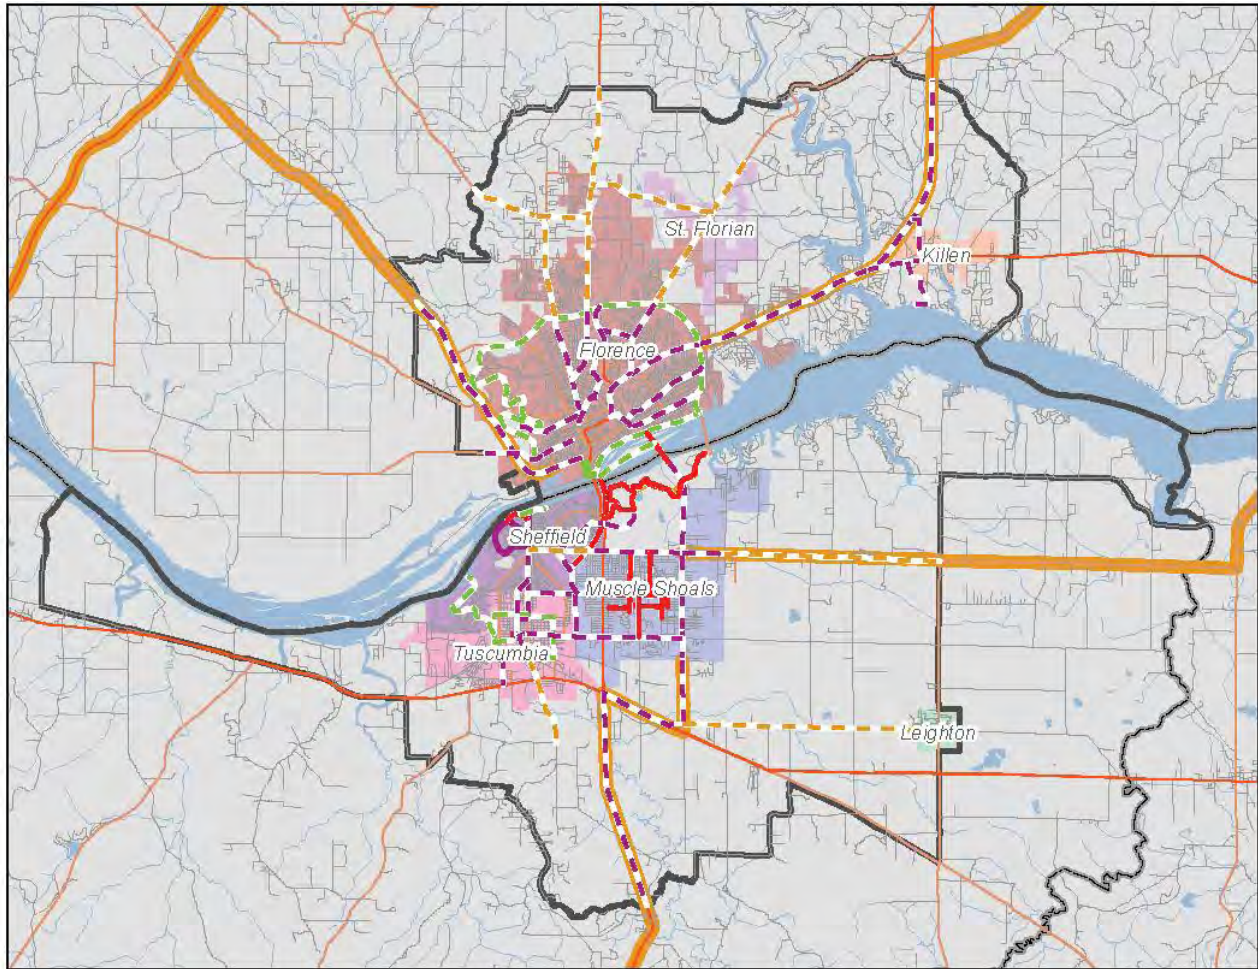 St. Florian
Killen
Florence
Sheffield
Muscle Shoals
Tuscumbia
Leighton